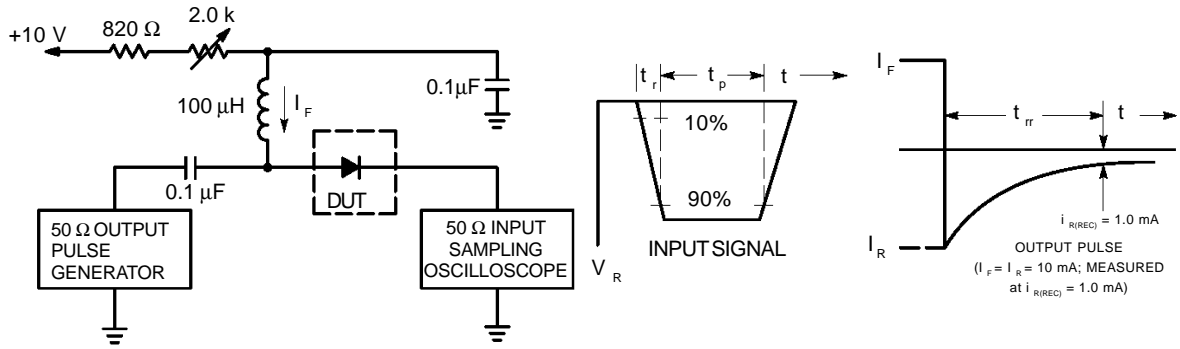 +10 V
820 Ω
2.0 k
100 μH
I F
0.1μF
0.1 μF
DUT
50 Ω OUTPUT
PULSE
GENERATOR
50 Ω INPUT
SAMPLING
OSCILLOSCOPE
t r
t p
t
10%
90%
V R
INPUT SIGNAL
I F
t rr
t
I R
i R(REC) = 1.0 mA
OUTPUT PULSE
(I F = I R = 10 mA; MEASURED
at i R(REC) = 1.0 mA)